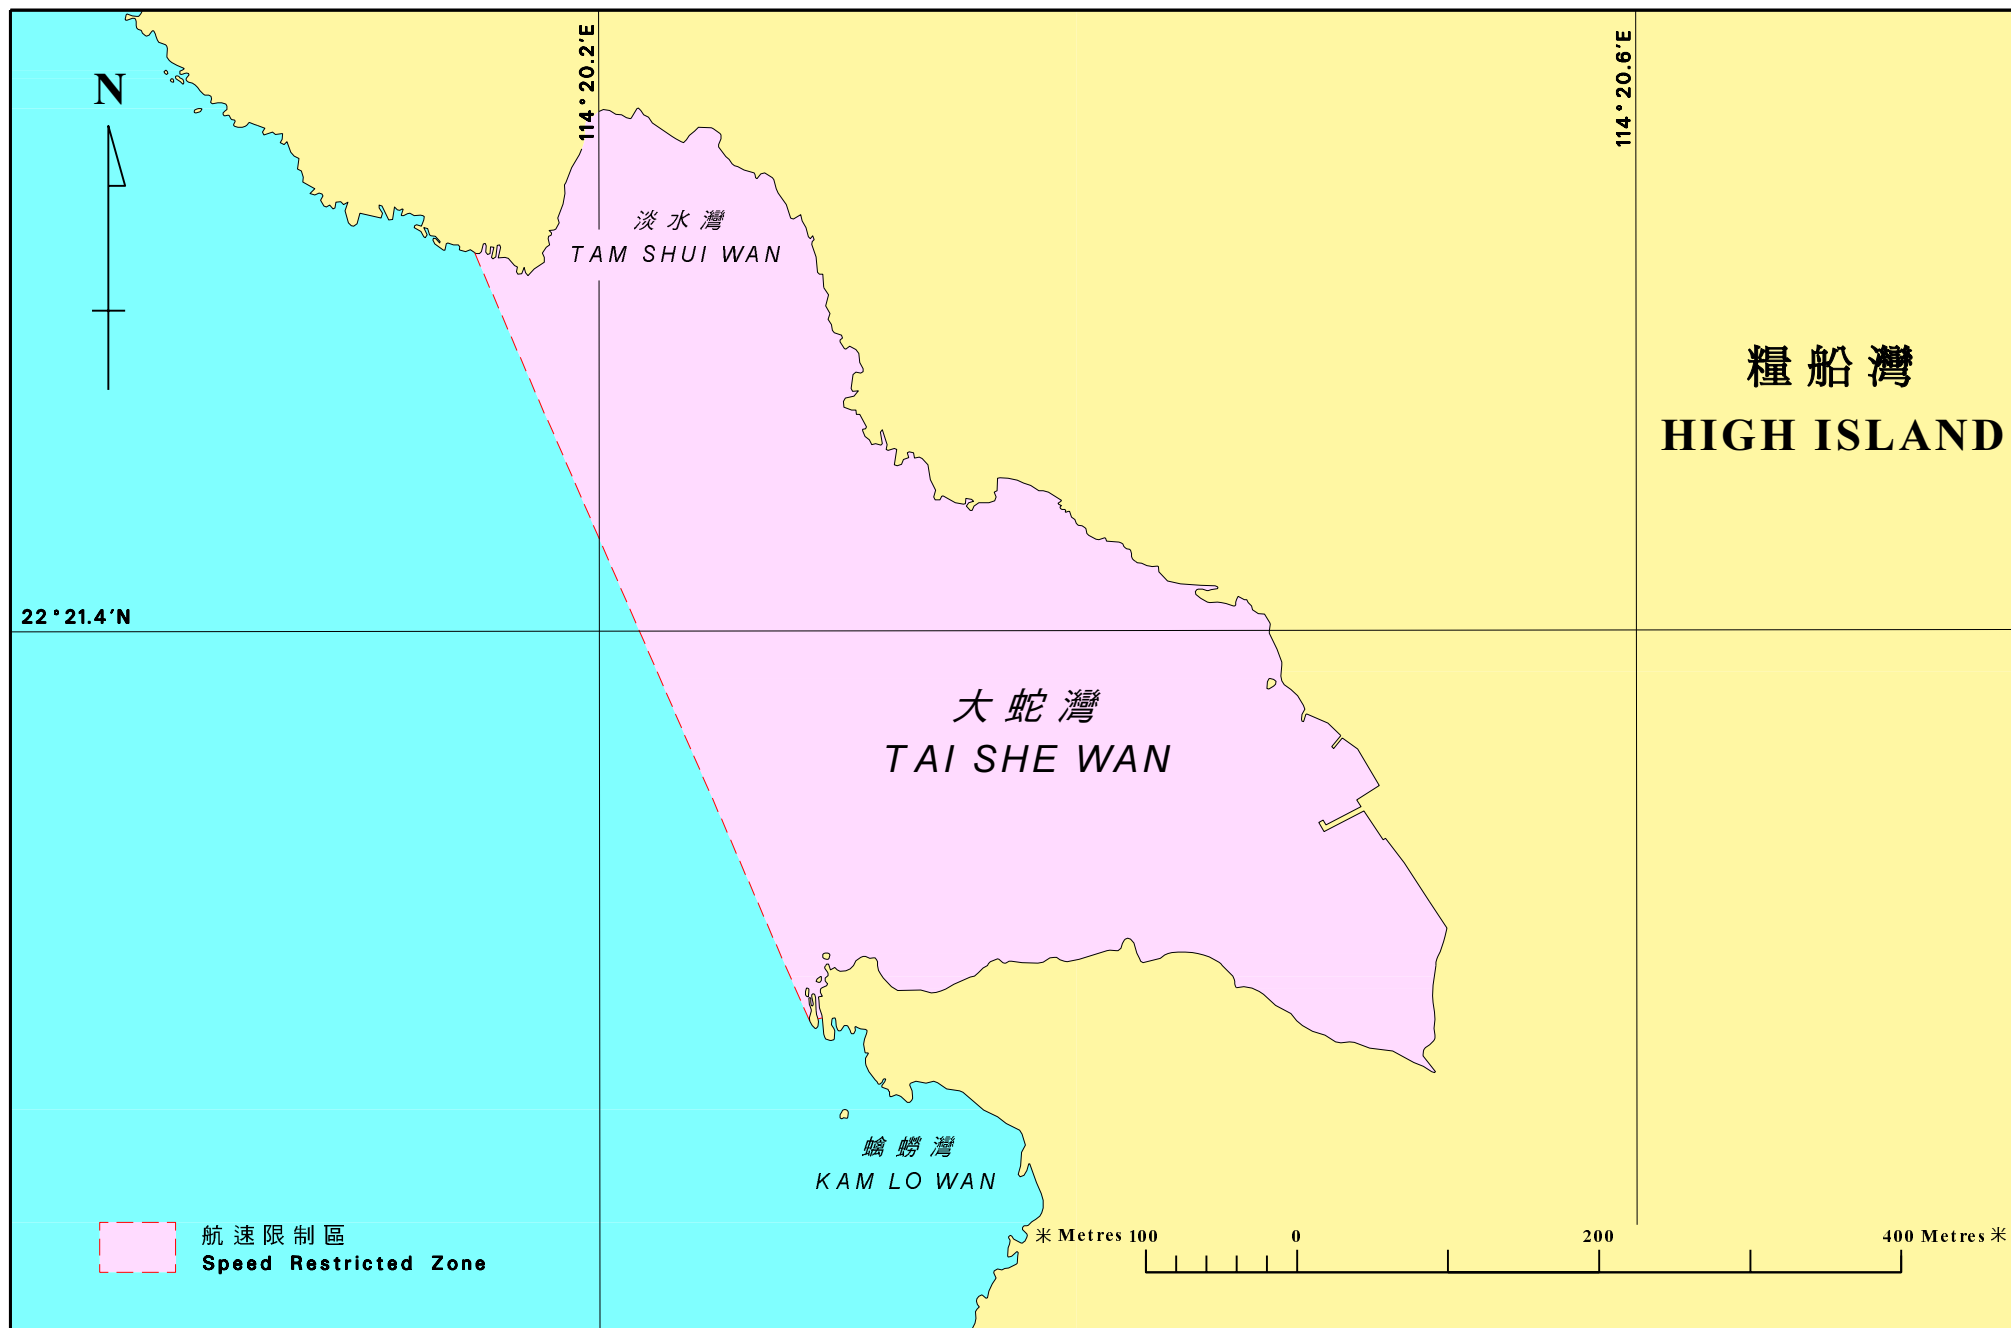 N
114°20.2'E
114°20.6'E
淡水灣
TAM SHUI WAN
糧船灣
HIGH ISLAND
22°21.4'N
大蛇灣
TAI SHE WAN
蠄蟧灣
KAM LO WAN
航速限制區
Speed Restricted Zone
米 Metres 100 0 200 400 Metres 米